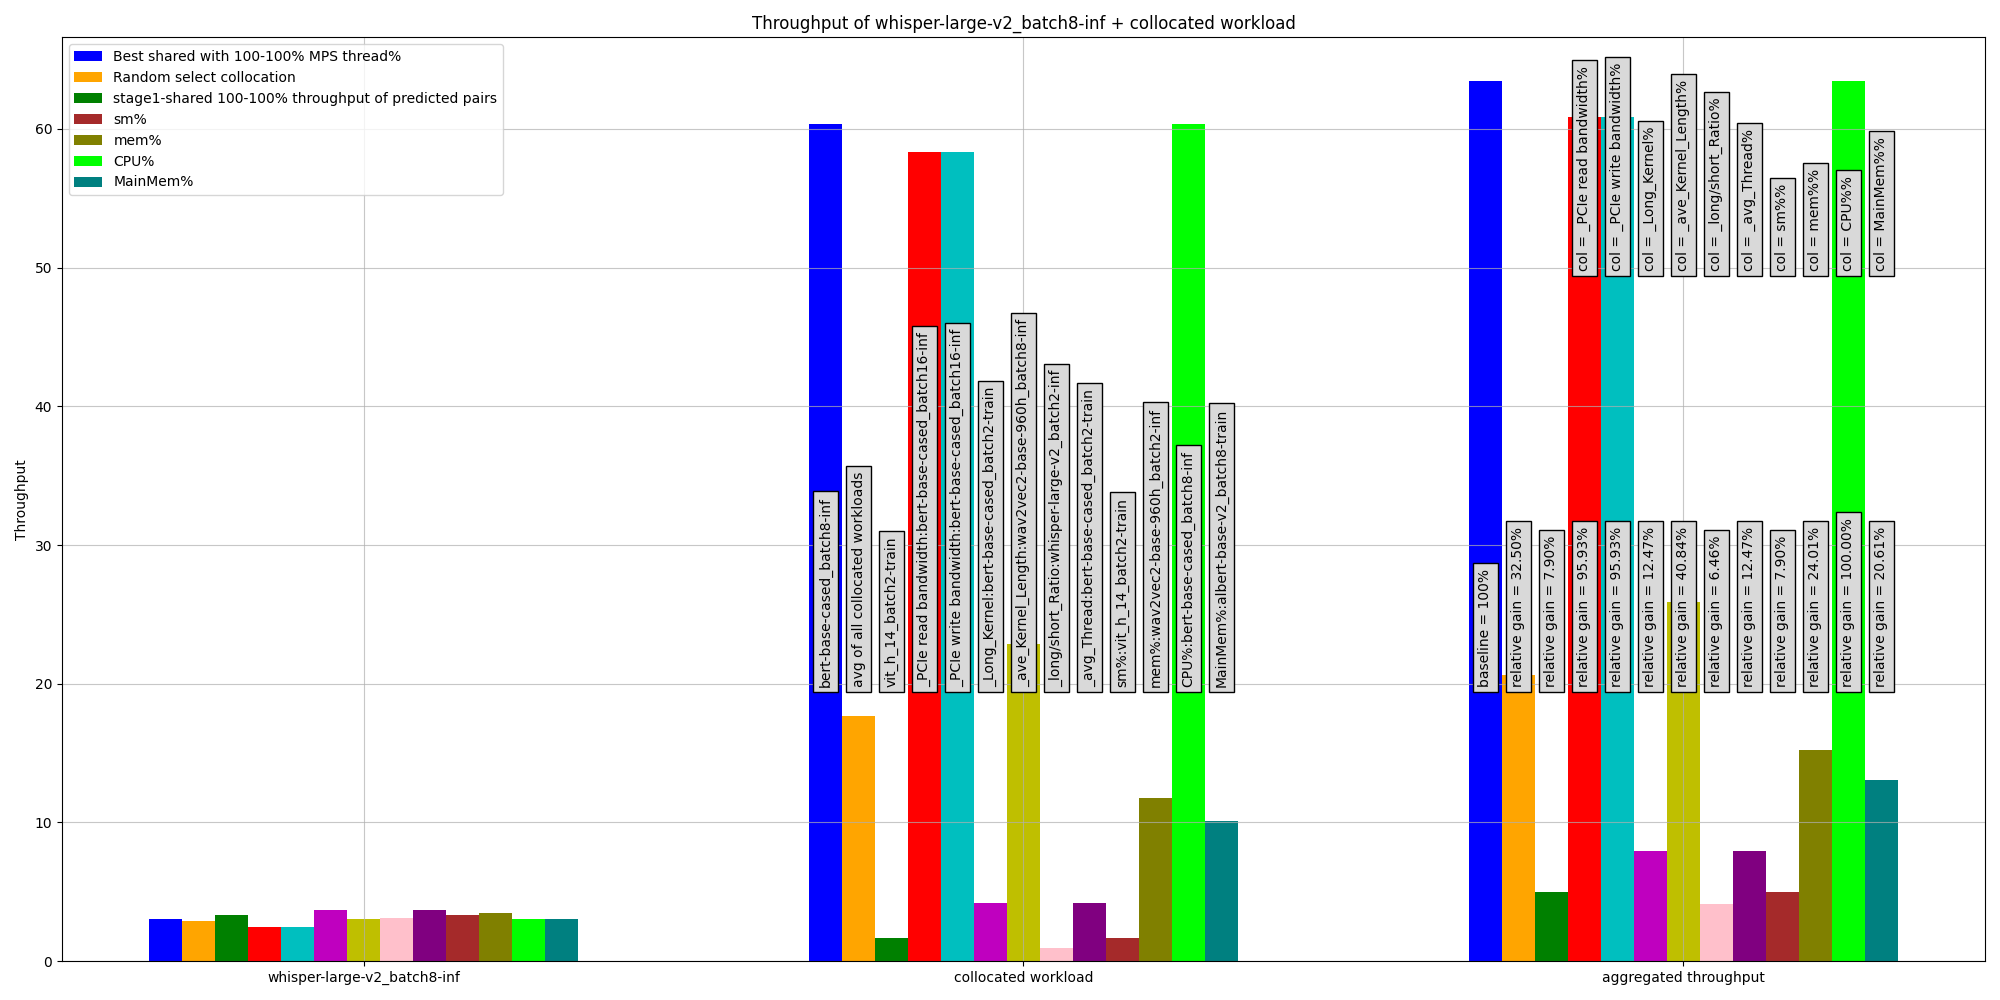 Throughput of whisper-large-v2_batch8-inf + collocated workload
Best shared with 100-100% MPS thread%
Random select collocation
stage1-shared 100-100% throughput of predicted pairs
sm%
mem%
CPU%
MainMem%
Throughput
60
50
40
30
20
10
0
bert-base-cased_batch8-inf
avg of all collocated workloads
vit_h_14_batch2-train
_PCIe read bandwidth:bert-base-cased_batch16-inf
_PCIe write bandwidth:bert-base-cased_batch16-inf
_Long_Kernel:bert-base-cased_batch2-train
_ave_Kernel_Length:wav2vec2-base-960h_batch8-inf
_long/short_Ratio:whisper-large-v2_batch2-inf
_avg_Thread:bert-base-cased_batch2-train
sm%:vit_h_14_batch2-train
mem%:wav2vec2-base-960h_batch2-inf
CPU%:bert-base-cased_batch8-inf
MainMem%:albert-base-v2_batch8-train
col = _PCIe read bandwidth%
col = _PCIe write bandwidth%
col = _Long_Kernel%
col = _ave_Kernel_Length%
col = _long/short_Ratio%
col = _avg_Thread%
col = sm%%
col = mem%%
col = CPU%%
col = MainMem%%
baseline = 100%
relative gain = 32.50%
relative gain = 7.90%
relative gain = 95.93%
relative gain = 95.93%
relative gain = 12.47%
relative gain = 40.84%
relative gain = 6.46%
relative gain = 12.47%
relative gain = 7.90%
relative gain = 24.01%
relative gain = 100.00%
relative gain = 20.61%
whisper-large-v2_batch8-inf
collocated workload
aggregated throughput